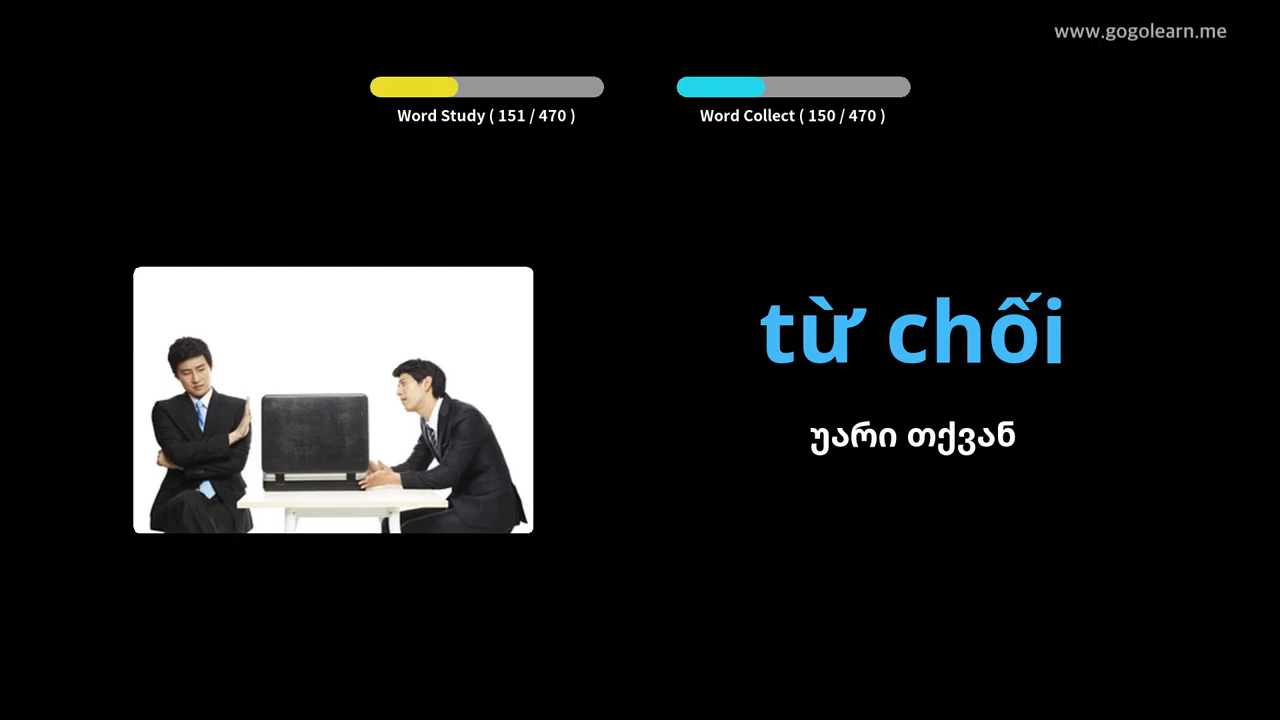 www.gogolearn.me
Word Study ( 151 / 470 )
Word Collect ( 150 / 470 )
từ chối
უარი თქვან